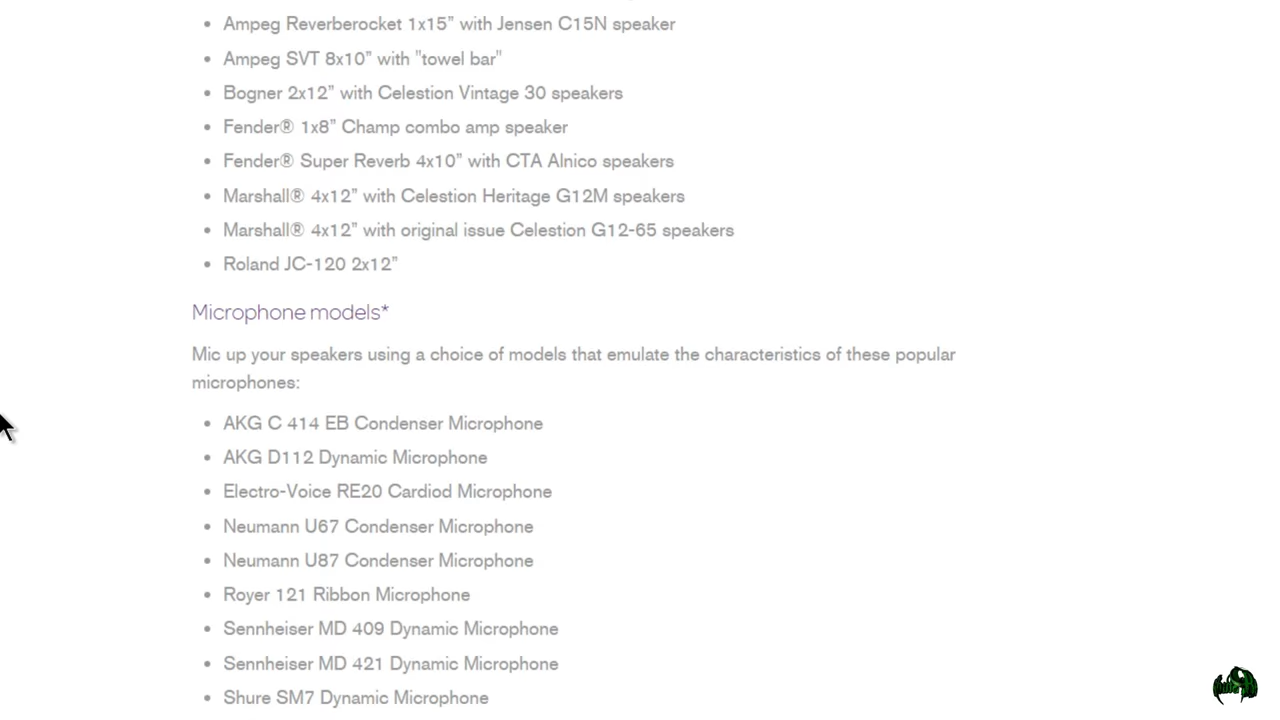 Ampeg Reverberocket 1x15” with Jensen C15N speaker
Ampeg SVT 8x10” with "towel bar"
Bogner 2x12” with Celestion Vintage 30 speakers
Fender® 1x8” Champ combo amp speaker
Fender® Super Reverb 4x10” with CTA Alnico speakers
Marshall® 4x12” with Celestion Heritage G12M speakers
Marshall® 4x12” with original issue Celestion G12-65 speakers
Roland JC-120 2x12”
Microphone models*
Mic up your speakers using a choice of models that emulate the characteristics of these popular
microphones:
AKG C 414 EB Condenser Microphone
AKG D112 Dynamic Microphone
Electro-Voice RE20 Cardiod Microphone
Neumann U67 Condenser Microphone
Neumann U87 Condenser Microphone
Royer 121 Ribbon Microphone
Sennheiser MD 409 Dynamic Microphone
Sennheiser MD 421 Dynamic Microphone
Shure SM7 Dynamic Microphone